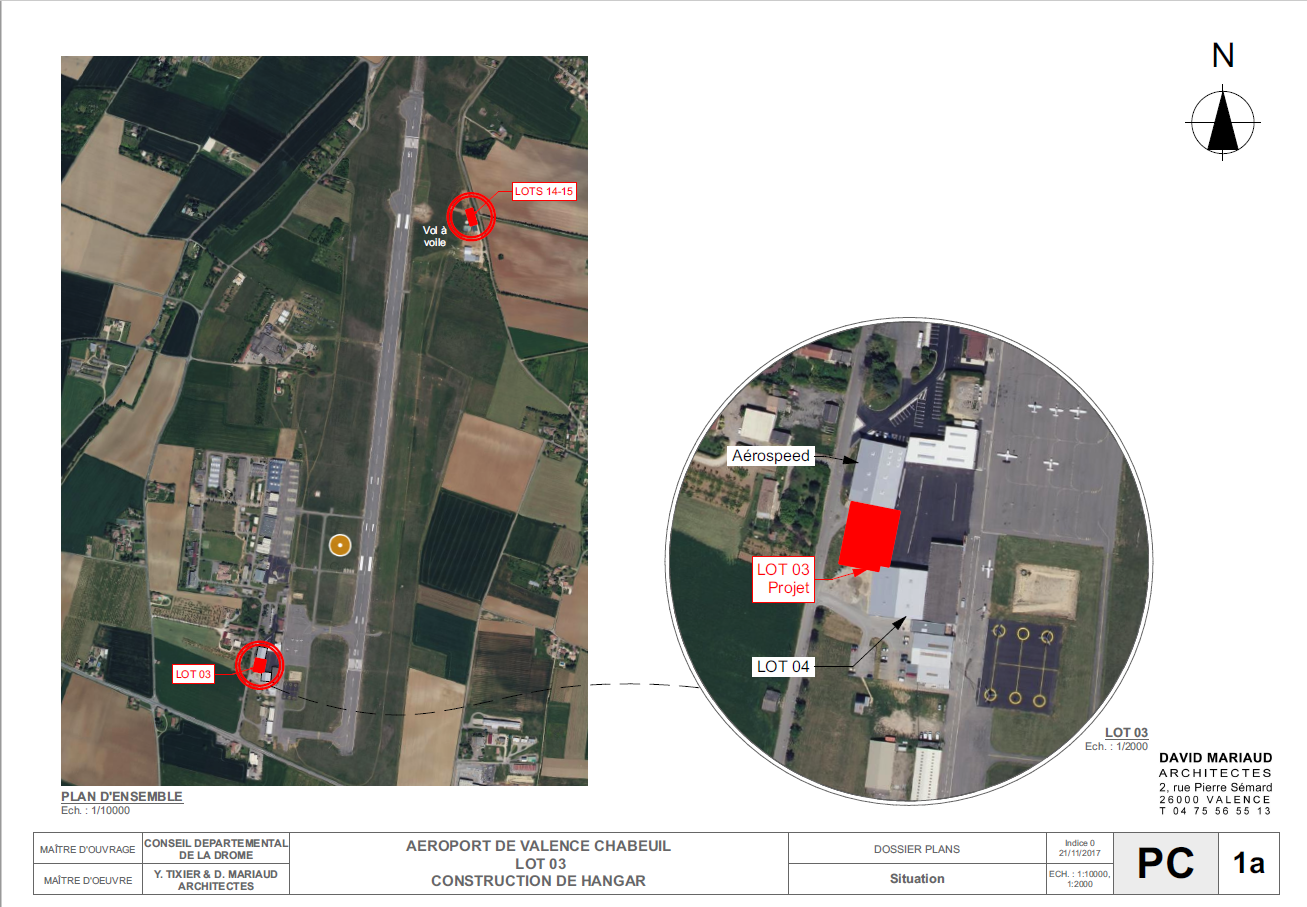 N
LOTS 14-15
Vol à
voile
LOT 03
PLAN D'ENSEMBLE
Ech. : 1/10000
Aérospeed
LOT 03
Projet
LOT 04
LOT 03
Ech. : 1/2000
DAVID MARIAUD
ARCHITECTES
2, rue Pierre Sémard
26000 VALENCE
T 04 75 56 55 13
MAÎTRE D'OUVRAGE
CONSEIL DEPARTEMENTAL
DE LA DROME
MAÎTRE D'OEUVRE
Y. TIXIER & D. MARIAUD
ARCHITECTES
AEROPORT DE VALENCE CHABEUIL
LOT 03
CONSTRUCTION DE HANGAR
DOSSIER PLANS
Situation
Indice 0
21/11/2017
ECH. : 1:10000,
1:2000
PC
1a